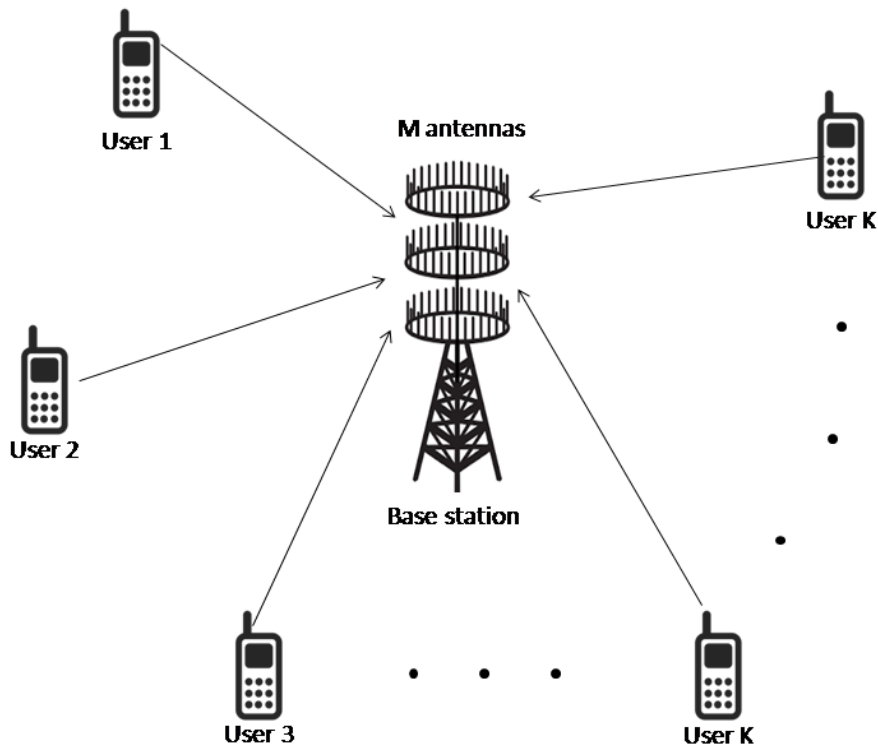 User 1
M antennas
User K
User 2
Base station
User 3
User K